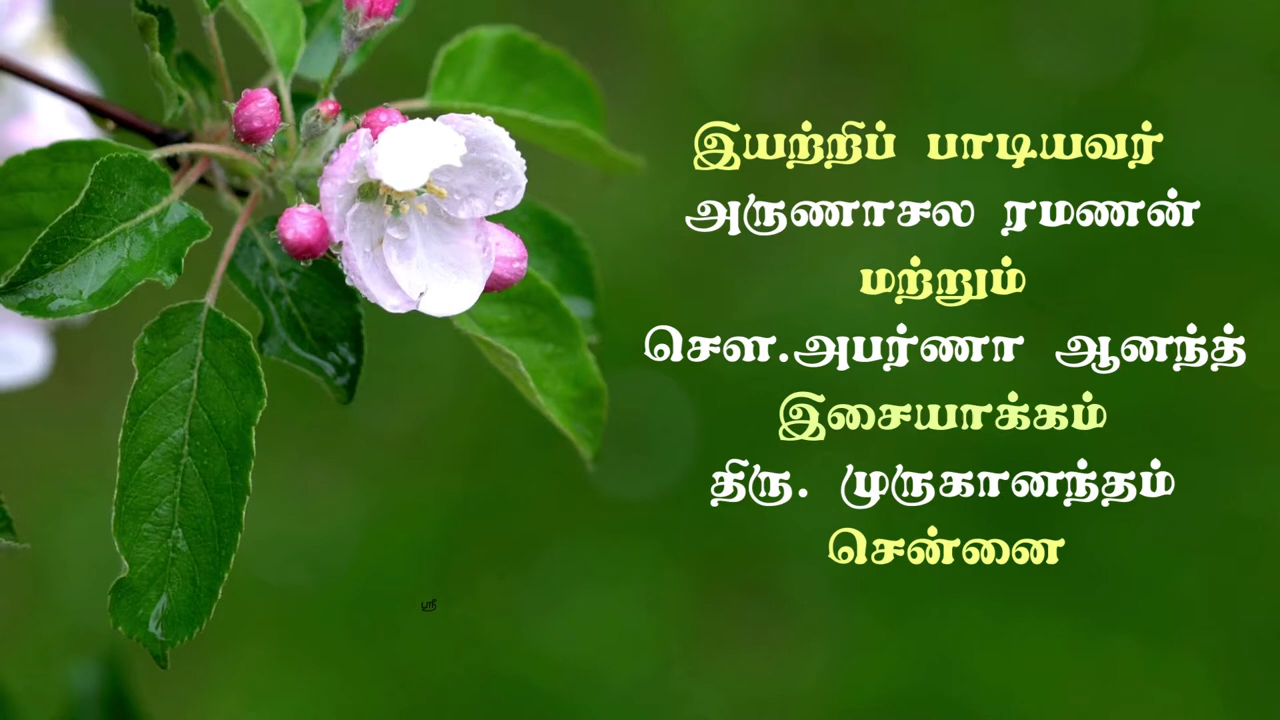 இயற்றிப் பாடியவர்
அருணாசல ரமணன்
மற்றும்
சௌ.அபர்ணா ஆனந்த்
இசையாக்கம்
திரு. முருகானந்தம்
சென்னை
ஸ்ரீ